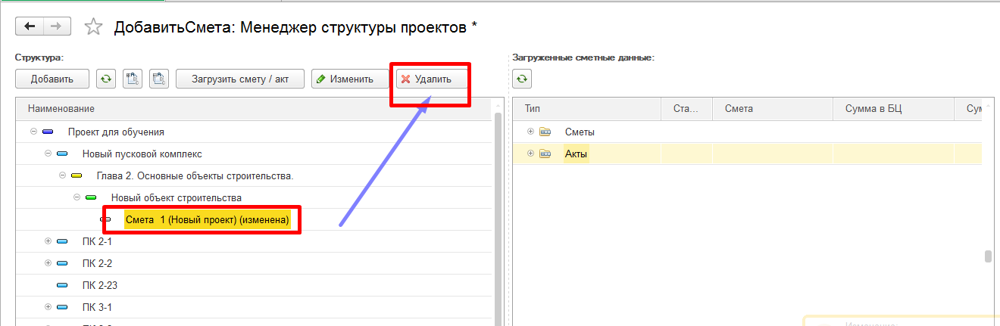 ДобавитьСмета: Менеджер структуры проектов *
Структура:
Добавить
Загрузить смету / акт
Изменить
Удалить
Наименование
Проект для обучения
Новый пусковой комплекс
Глава 2. Основные объекты строительства.
Новый объект строительства
Смета 1 (Новый проект) (изменена)
ПК 2-1
ПК 2-2
ПК 2-23
ПК 3-1
Загруженные сметные данные:
Тип
Ста...
Смета
Сумма в БЦ
Сметы
Акты